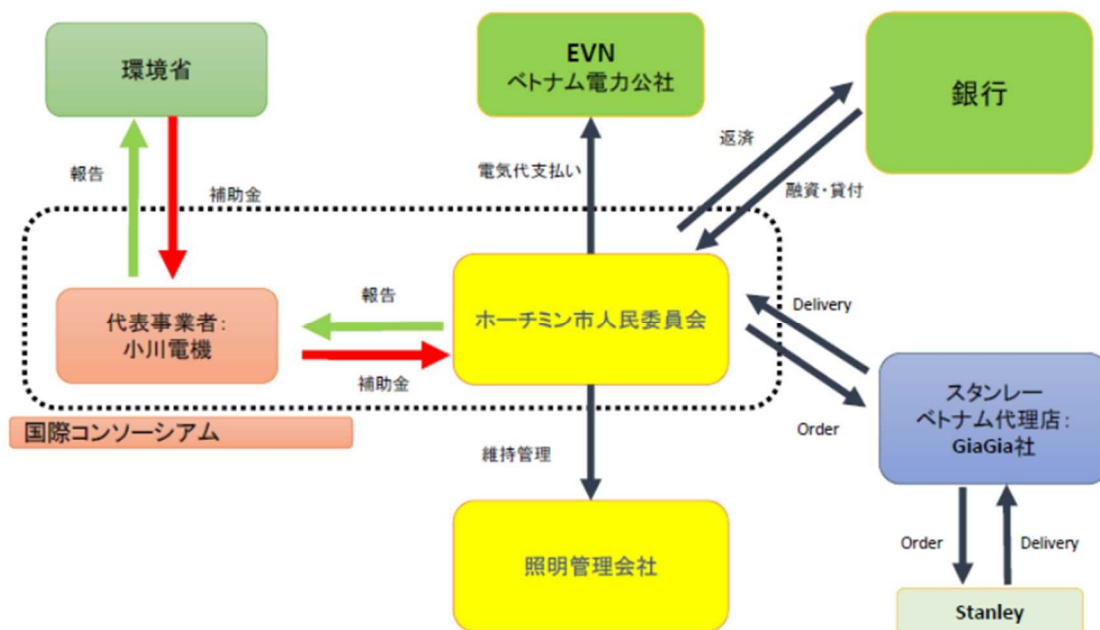 環境省
EVN
ベトナム電力公社
銀行
報告
補助金
電気代支払い
返済
融資・貸付
代表事業者：
小川電機
報告
補助金
ホーチミン市人民委員会
Delivery
Order
国際コンソーシアム
スタンレー
ベトナム代理店：
GiaGia社
維持管理
照明管理会社
Order
Delivery
Stanley